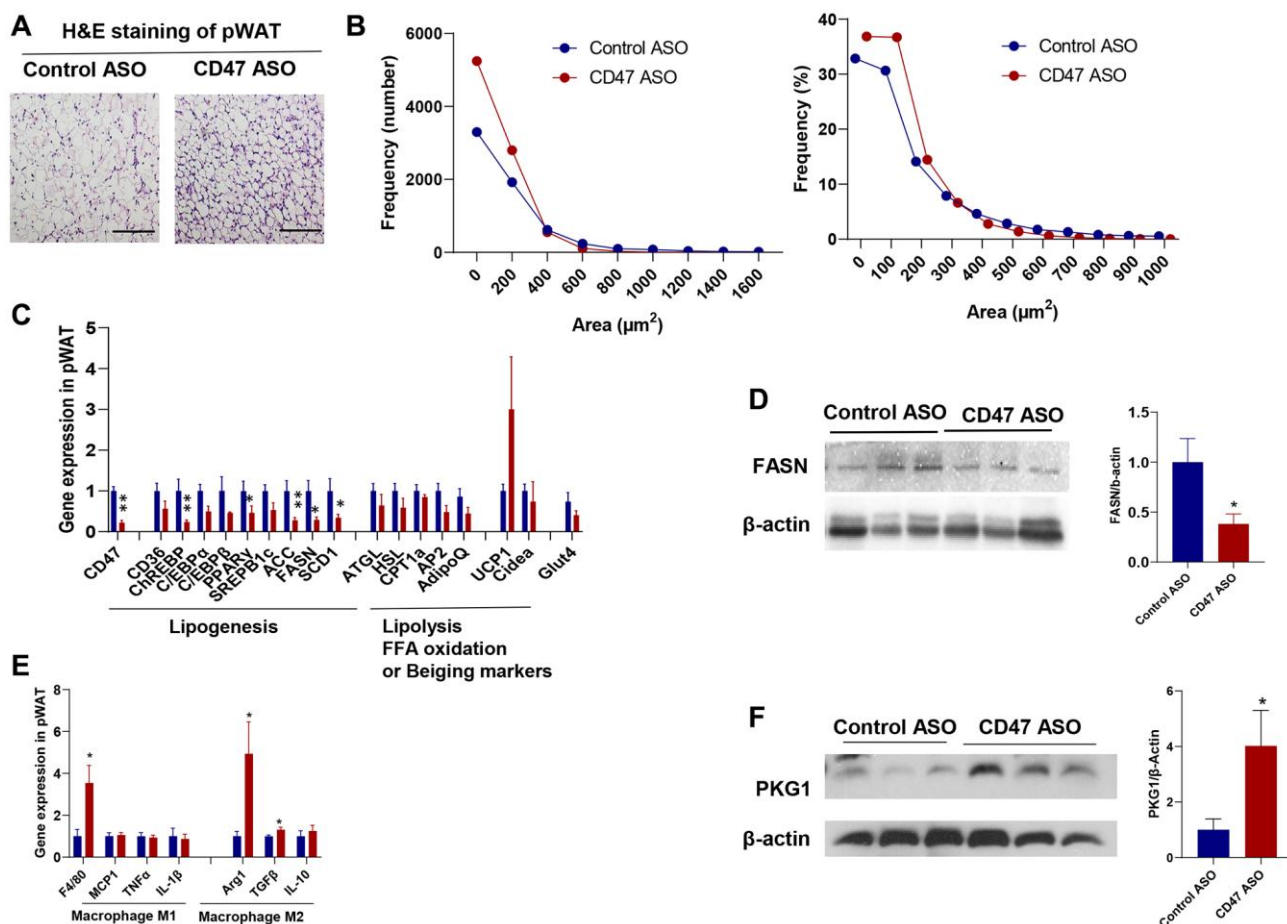 A
H&E staining of pWAT
Control ASO
CD47 ASO
B
Frequency (number)
6000
4000
2000
0
Control ASO
CD47 ASO
0
200
400
600
800
1000
1200
1400
1600
Area (µm²)
Frequency (%)
40
30
20
10
0
Control ASO
CD47 ASO
0
100
200
300
400
500
600
700
800
900
1000
Area (µm²)
C
Gene expression in pWAT
5
4
3
2
1
0
**
**
*
**
*
*
CD47
CD36
ChREBP
C/EBPα
C/EBPβ
PPARγ
SREPB1c
ACC
FASN
SCD1
ATGL
HSL
CPT1a
AP2
AdipoQ
UCP1
Cidea
Glut4
Lipogenesis
Lipolysis
FFA oxidation
or Beiging markers
D
Control ASO
CD47 ASO
FASN
β-actin
FASN/b-actin
1.5
1.0
0.5
0.0
*
Control ASO
CD47 ASO
E
Gene expression in pWAT
8
6
4
2
0
*
*
*
F4/80
MCP1
TNFα
IL-1β
Arg1
TGFβ
IL-10
Macrophage M1
Macrophage M2
F
Control ASO
CD47 ASO
PKG1
β-actin
PKG1/β-Actin
6
4
2
0
*
Control ASO
CD47 ASO